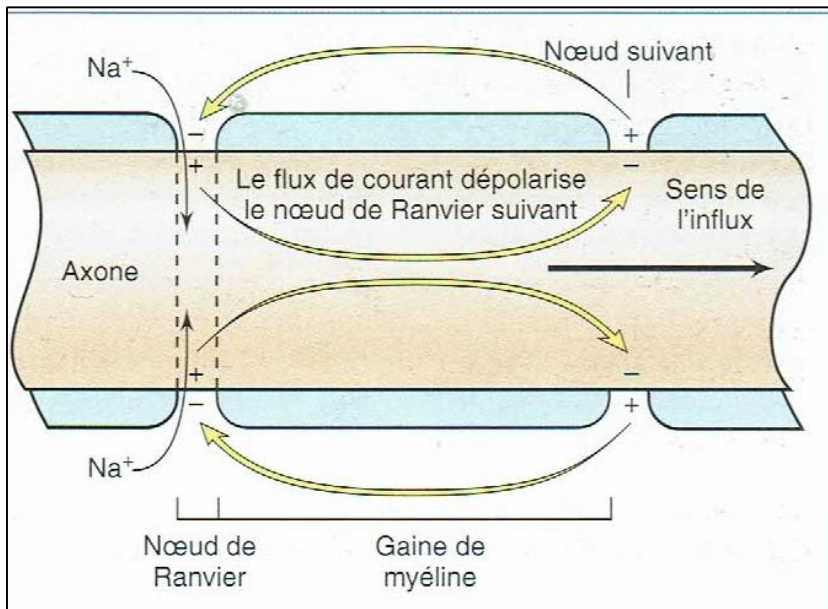 Na⁺
Nœud suivant
−
+
+
−
Le flux de courant dépolarise
le nœud de Ranvier suivant
Sens de
l'influx
Axone
+
−
−
+
Na⁺
Nœud de
Ranvier
Gaine de
myéline